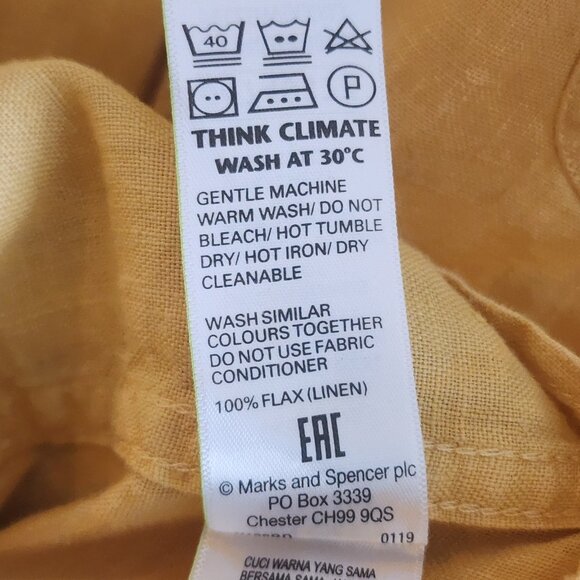 40
P
THINK CLIMATE
WASH AT 30°C
GENTLE MACHINE
WARM WASH/ DO NOT
BLEACH/ HOT TUMBLE
DRY/ HOT IRON/ DRY
CLEANABLE
WASH SIMILAR
COLOURS TOGETHER
DO NOT USE FABRIC
CONDITIONER
100% FLAX (LINEN)
EAC
© Marks and Spencer plc
PO Box 3339
Chester CH99 9QS
0119
CUCI WARNA YANG SAMA
BERSAMA SAMA